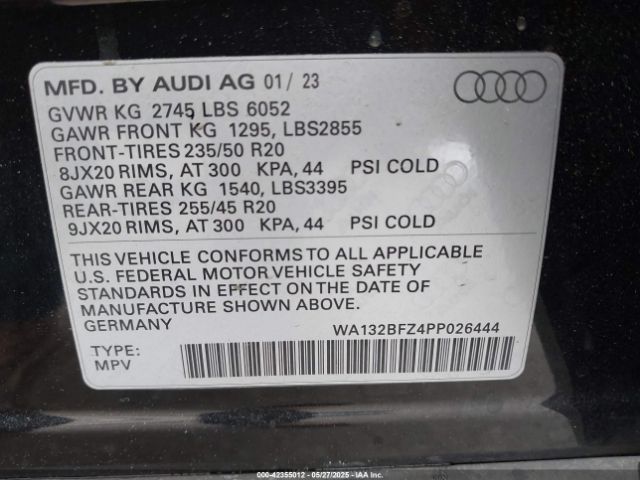 MFD. BY AUDI AG 01/ 23
GVWR KG 2745 LBS 6052
GAWR FRONT KG 1295, LBS2855
FRONT-TIRES 235/50 R20
8JX20 RIMS, AT 300 KPA, 44 PSI COLD
GAWR REAR KG 1540, LBS3395
REAR-TIRES 255/45 R20
9JX20 RIMS, AT 300 KPA, 44 PSI COLD
THIS VEHICLE CONFORMS TO ALL APPLICABLE
U.S. FEDERAL MOTOR VEHICLE SAFETY
STANDARDS IN EFFECT ON THE DATE OF
MANUFACTURE SHOWN ABOVE.
GERMANY WA132BFZ4PP026444
TYPE:
MPV
000-42355012 | 05/27/2025 | COPYRIGHT IAA, LLC.